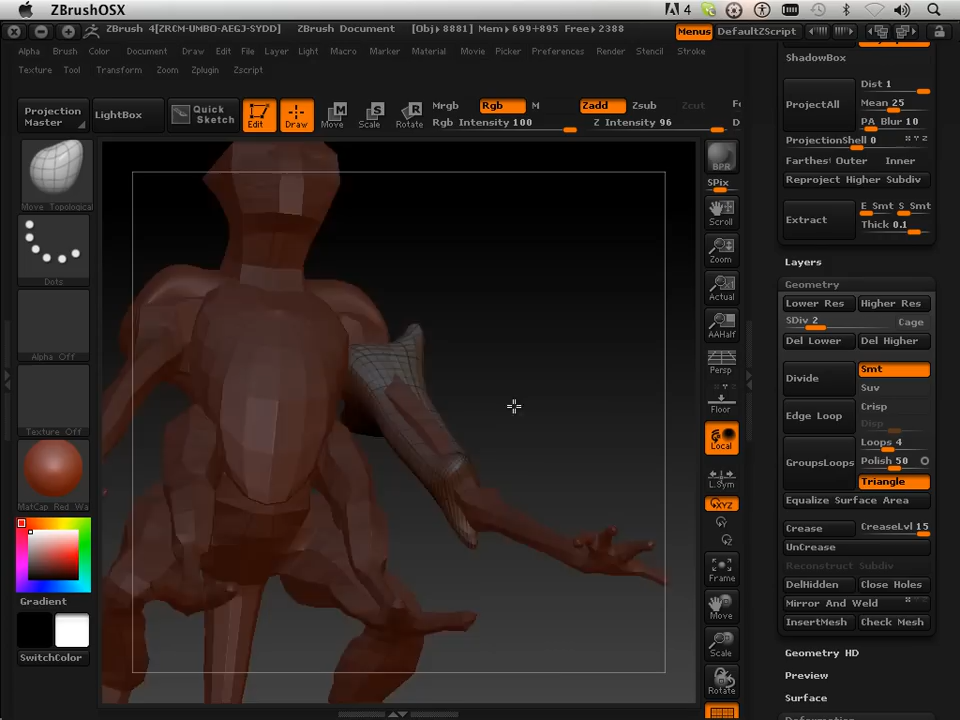 ZBrushOSX
4
ZBrush 4[ZRCM-UMBO-AEGJ-SYDD] ZBrush Document [Obj▸8881] Mem▸699+895 Free▸2388 Menus DefaultZScript
Alpha Brush Color Document Draw Edit File Layer Light Macro Marker Material Movie Picker Preferences Render Stencil Stroke
Texture Tool Transform Zoom Zplugin Zscript
Projection Master
LightBox
Quick Sketch
Edit
Draw
Move
Scale
Rotate
Mrgb Rgb M Zadd Zsub Zcut
Rgb Intensity 100 Z Intensity 96
Move Topological
Dots
Alpha Off
Texture Off
MatCap Red Wa
Gradient
SwitchColor
BPR
SPix
Scroll
Zoom
Actual
AAHalf
Persp
Floor
Local
L.Sym
XYZ
Frame
Move
Scale
Rotate
ShadowBox
ProjectAll
Dist 1
Mean 25
PA Blur 10
ProjectionShell 0
Farthest Outer Inner
Reproject Higher Subdiv
Extract
E Smt S Smt
Thick 0.1
Layers
Geometry
Lower Res Higher Res
SDiv 2 Cage
Del Lower Del Higher
Divide
Smt
Suv
Edge Loop
Crisp
Disp
GroupsLoops
Loops 4
Polish 50
Triangle
Equalize Surface Area
Crease CreaseLvl 15
UnCrease
Reconstruct Subdiv
DelHidden Close Holes
Mirror And Weld
InsertMesh Check Mesh
Geometry HD
Preview
Surface